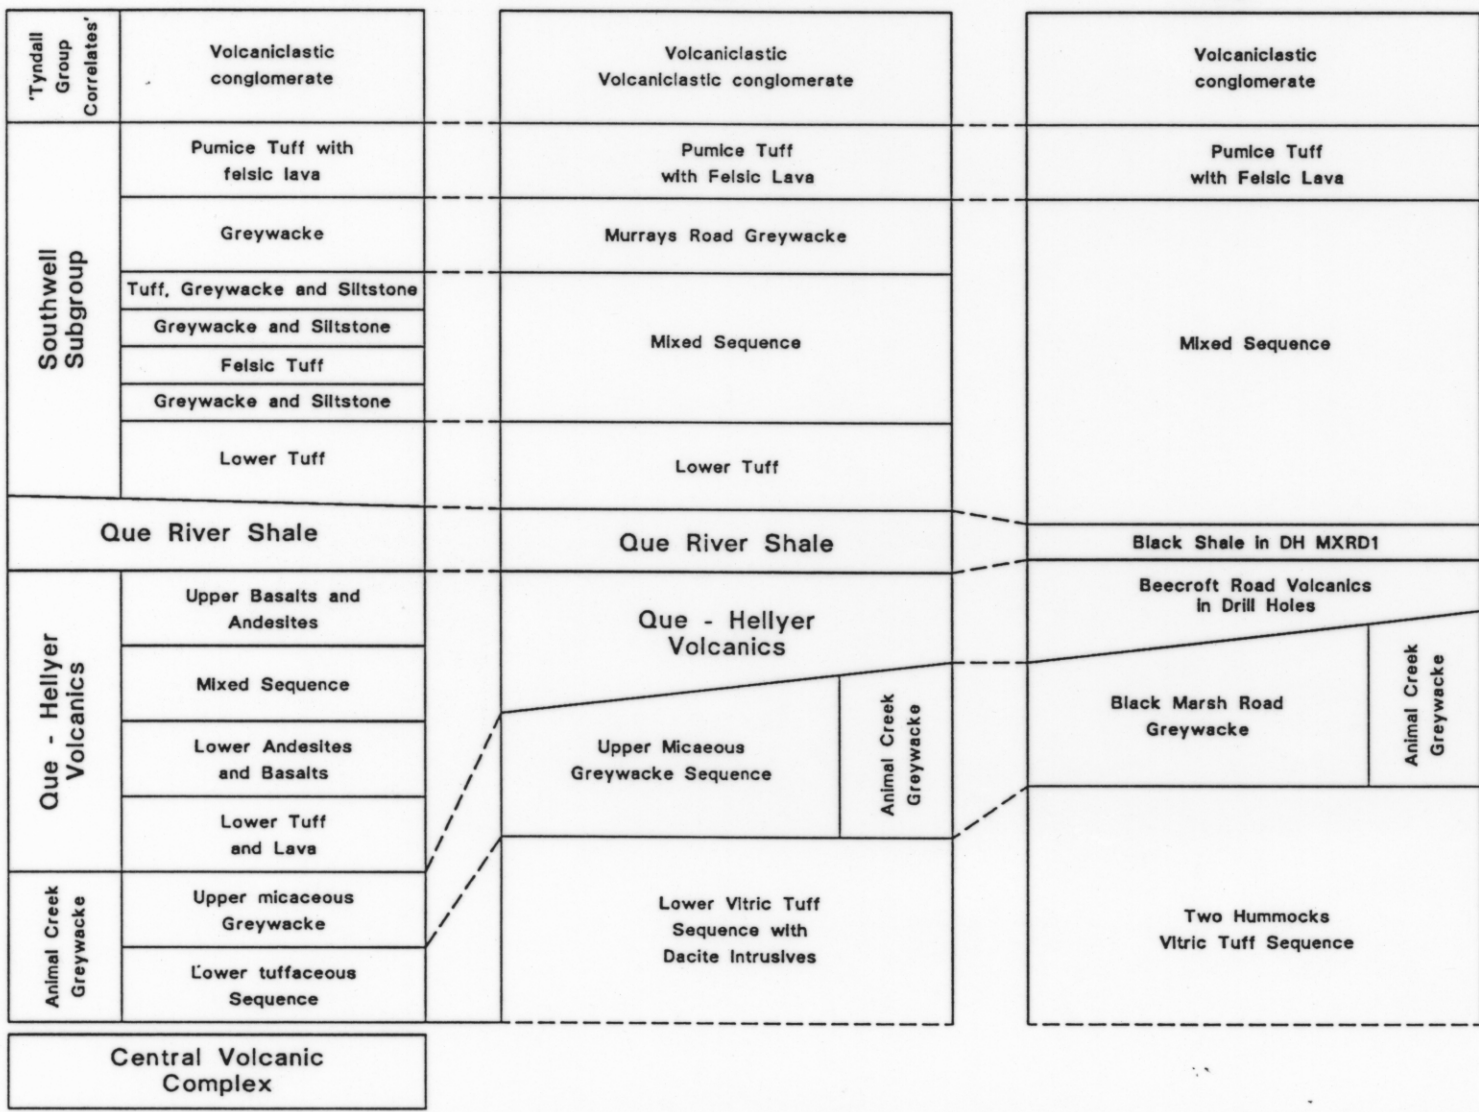 'Tyndall
Group
Correlates'
Volcaniclastic
conglomerate
Southwell
Subgroup
Pumice Tuff with
felsic lava
Greywacke
Tuff, Greywacke and Siltstone
Greywacke and Siltstone
Felsic Tuff
Greywacke and Siltstone
Lower Tuff
Que River Shale
Que - Hellyer
Volcanics
Upper Basalts and
Andesites
Mixed Sequence
Lower Andesites
and Basalts
Lower Tuff
and Lava
Animal Creek
Greywacke
Upper micaceous
Greywacke
Lower tuffaceous
Sequence
Central Volcanic
Complex
Volcaniclastic
Volcaniclastic conglomerate
Pumice Tuff
with Felsic Lava
Murrays Road Greywacke
Mixed Sequence
Lower Tuff
Que River Shale
Que - Hellyer
Volcanics
Upper Micaeous
Greywacke Sequence
Animal Creek
Greywacke
Lower Vitric Tuff
Sequence with
Dacite Intrusives
Volcaniclastic
conglomerate
Pumice Tuff
with Felsic Lava
Mixed Sequence
Black Shale in DH MXRD1
Beecroft Road Volcanics
in Drill Holes
Black Marsh Road
Greywacke
Animal Creek
Greywacke
Two Hummocks
Vitric Tuff Sequence